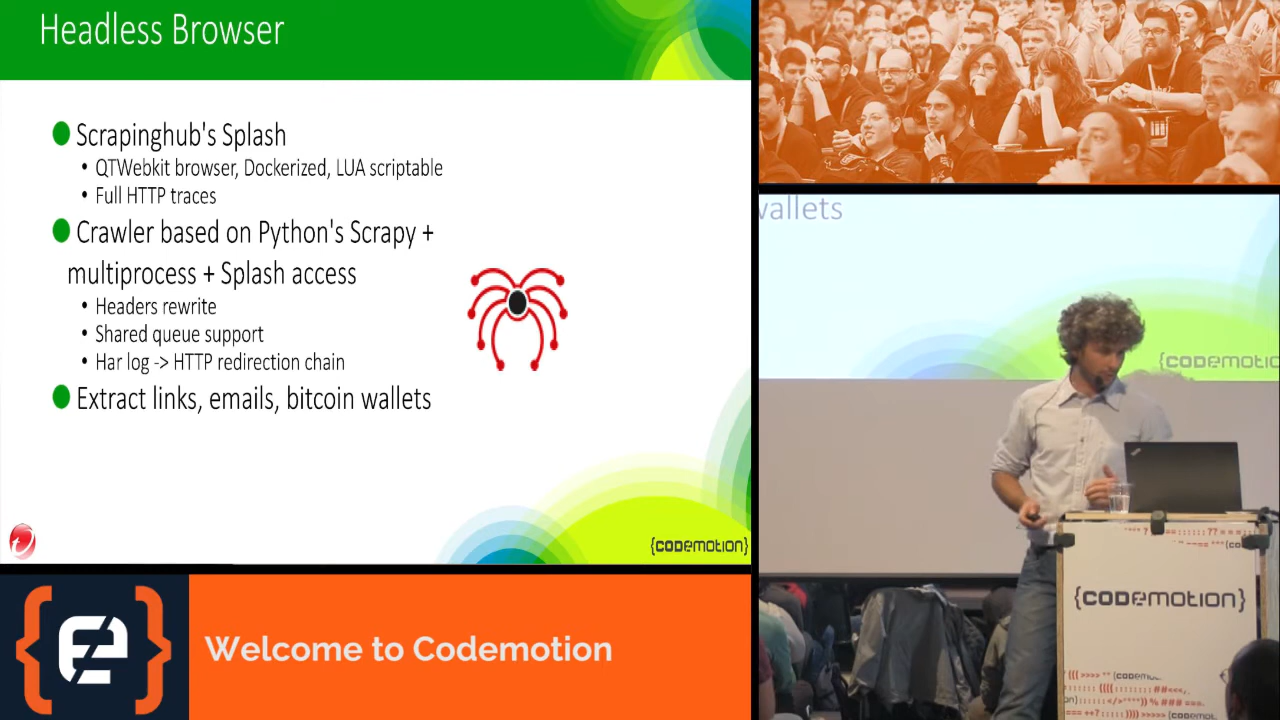 Headless Browser
Scrapinghub's Splash
• QTWebkit browser, Dockerized, LUA scriptable
• Full HTTP traces
Crawler based on Python's Scrapy +
multiprocess + Splash access
• Headers rewrite
• Shared queue support
• Har log -> HTTP redirection chain
Extract links, emails, bitcoin wallets
{codemotion}
Welcome to Codemotion
wallets
{codemotio
{codemotion}